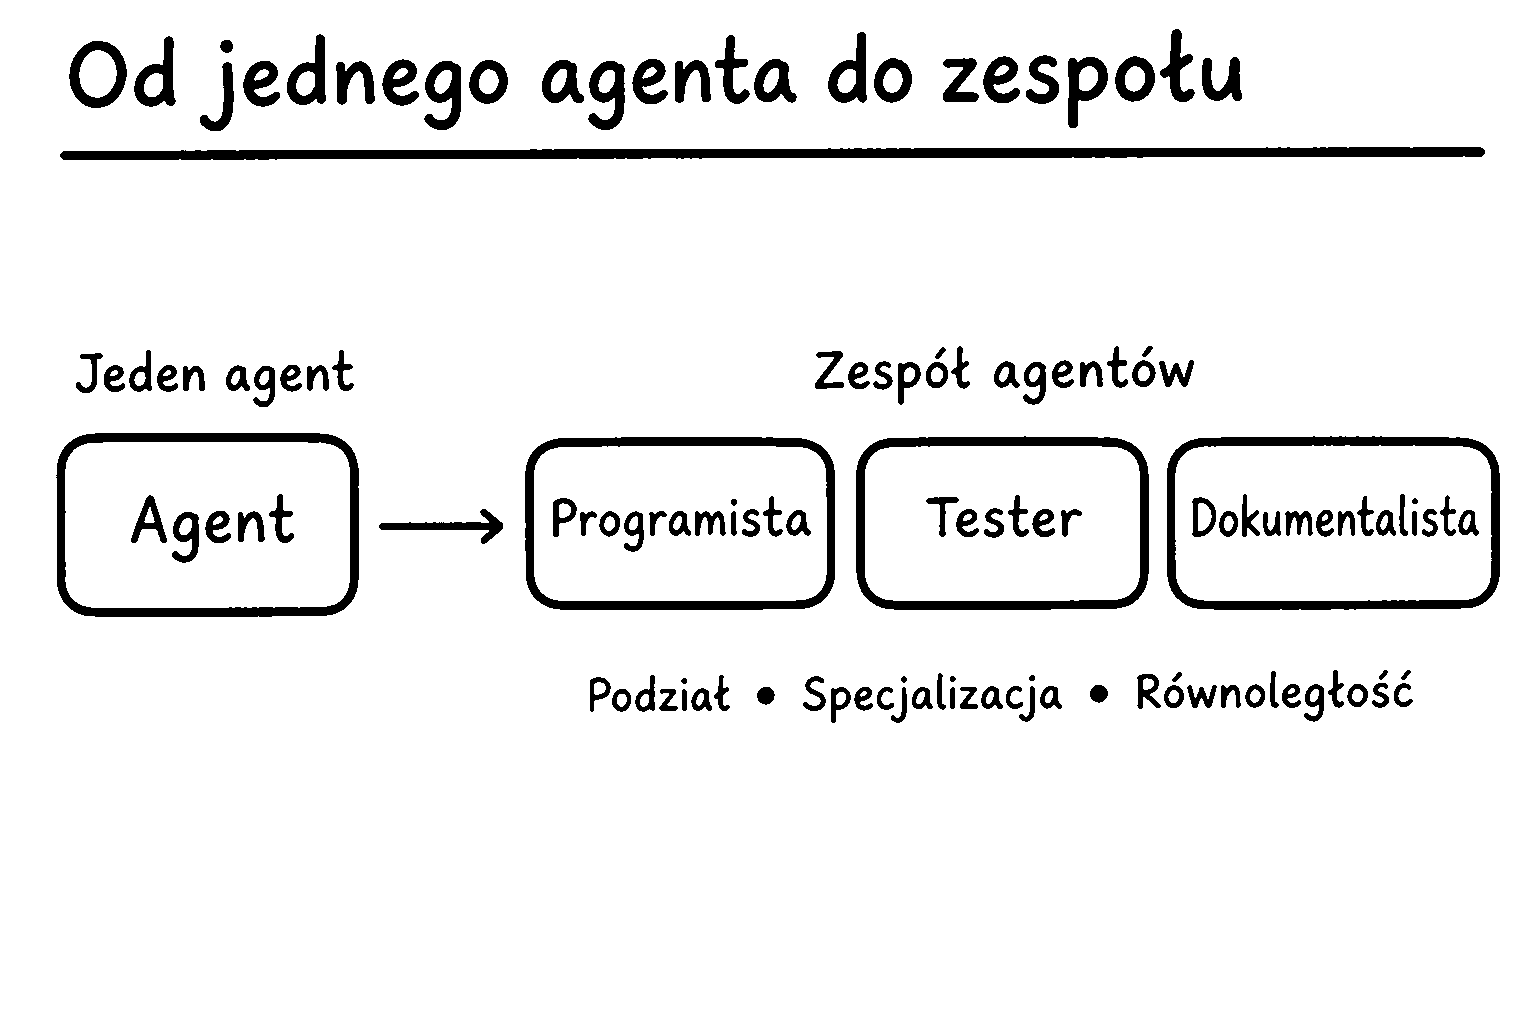 Od jednego agenta do zespołu
Jeden agent
Zespół agentów
Agent
Programista
Tester
Dokumentalista
Podział • Specjalizacja • Równoległość